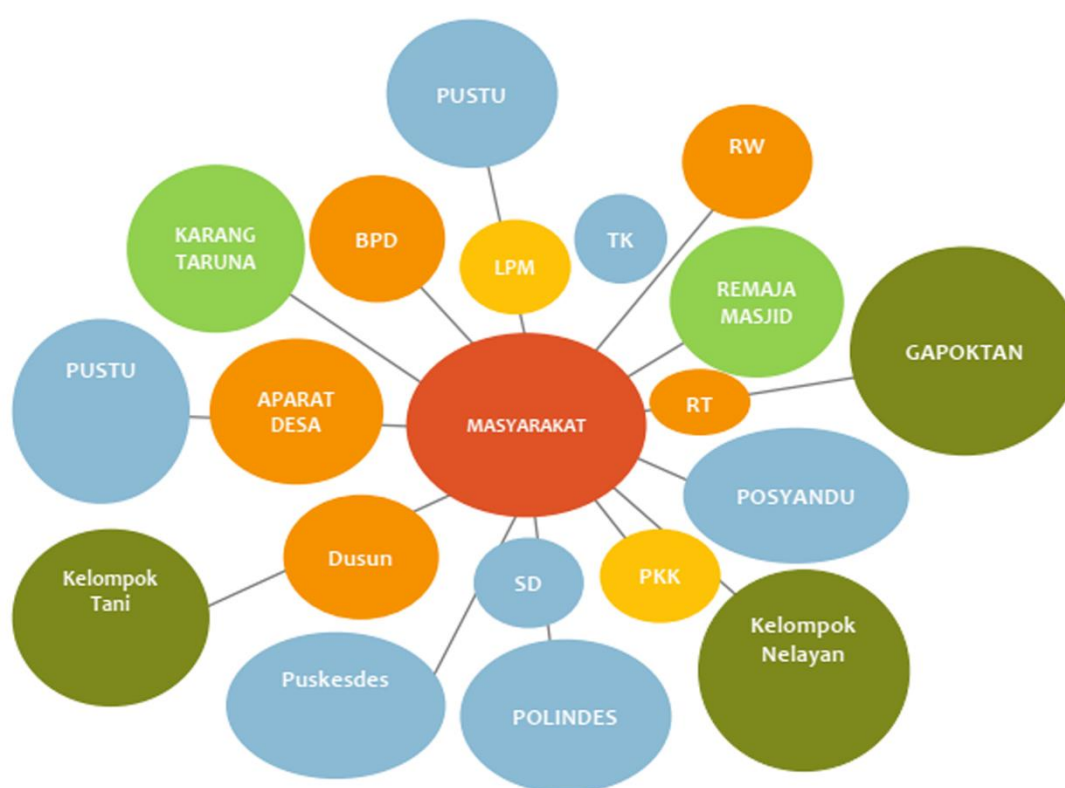 PUSTU
RW
KARANG
TARUNA
BPD
LPM
TK
REMAJA
MASJID
GAPOKTAN
PUSTU
APARAT
DESA
MASYARAKAT
RT
POSYANDU
Kelompok
Tani
Dusun
SD
PKK
Kelompok
Nelayan
Puskesdes
POLINDES